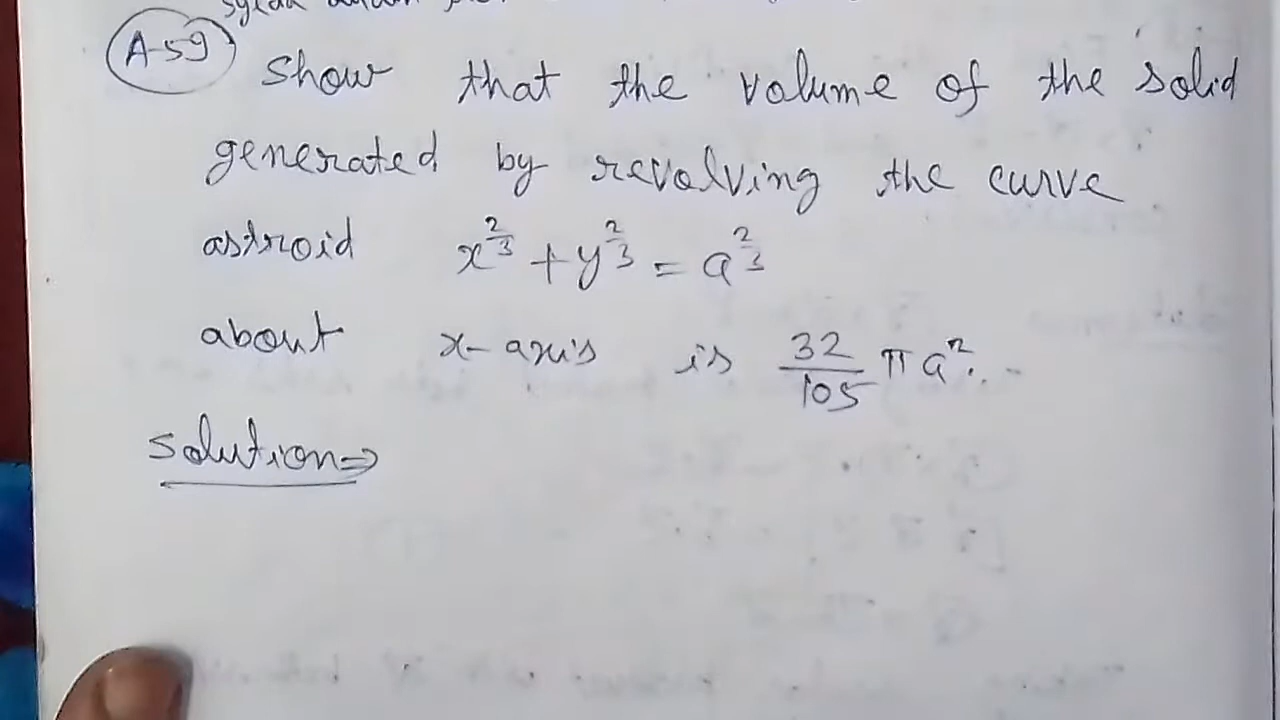 A-59 Show that the volume of the solid
generated by revolving the curve
astroid x^{2/3} + y^{2/3} = a^{2/3}
about x-axis is 32/105 πa².
Solution⇒